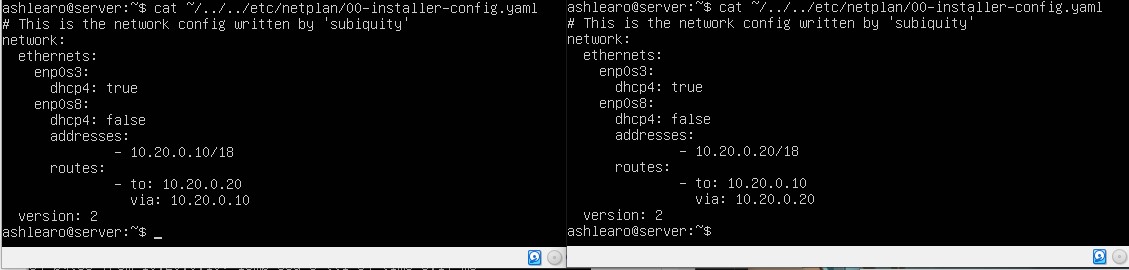 ashlearo@server:~$ cat ~/../../etc/netplan/00-installer-config.yaml
# This is the network config written by 'subiquity'
network:
  ethernets:
    enp0s3:
      dhcp4: true
    enp0s8:
      dhcp4: false
      addresses:
              - 10.20.0.10/18
      routes:
              - to: 10.20.0.20
                via: 10.20.0.10
  version: 2
ashlearo@server:~$ _
ashlearo@server:~$ cat ~/../../etc/netplan/00-installer-config.yaml
# This is the network config written by 'subiquity'
network:
  ethernets:
    enp0s3:
      dhcp4: true
    enp0s8:
      dhcp4: false
      addresses:
              - 10.20.0.20/18
      routes:
              - to: 10.20.0.10
                via: 10.20.0.20
  version: 2
ashlearo@server:~$